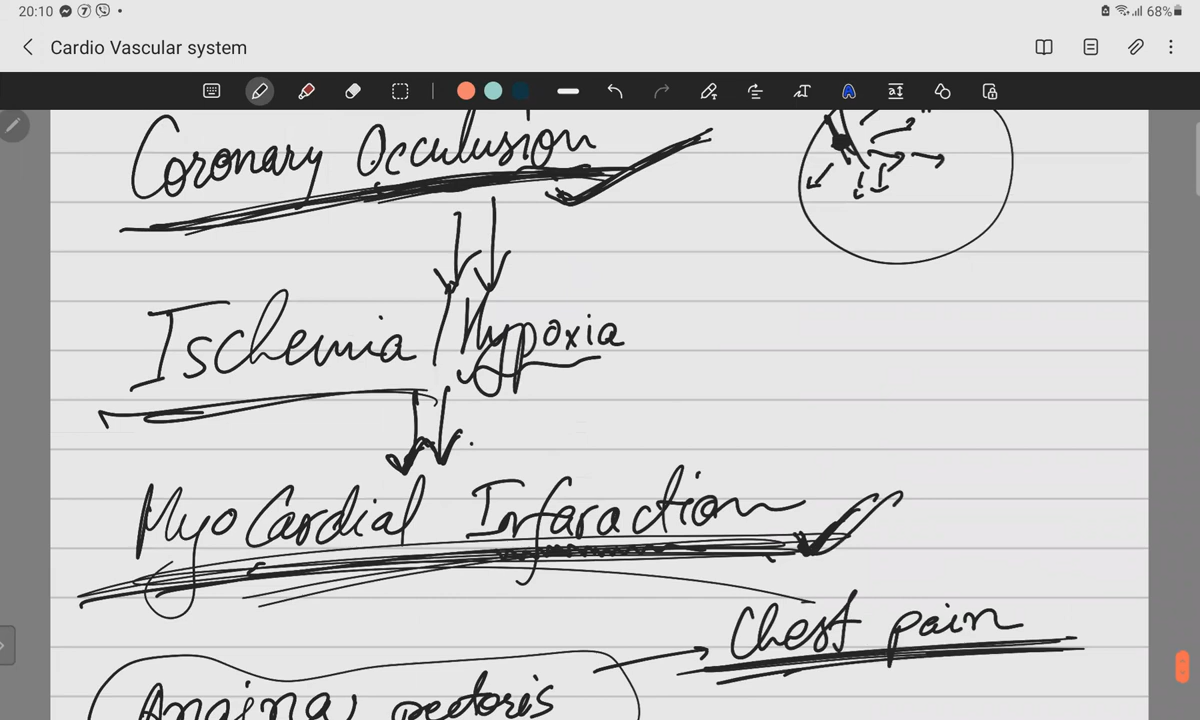 20:10 68%
Cardio Vascular system
Coronary Occulusion
Ischemia / Hypoxia
Myo Cardial Infaraction
Chest pain
Angina pectoris